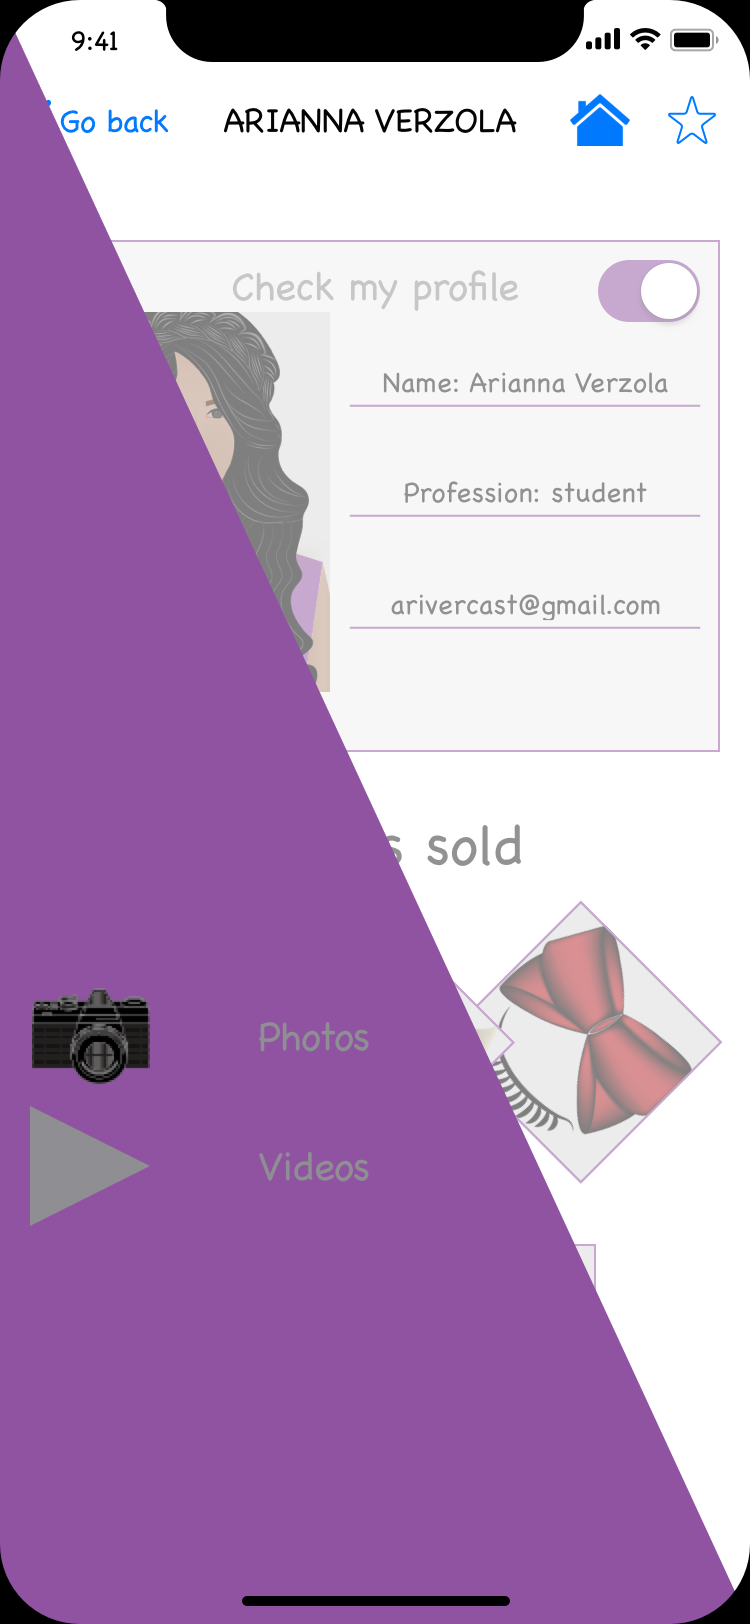 9:41
Go back
ARIANNA VERZOLA
Check my profile
Name: Arianna Verzola
Profession: student
arivercast@gmail.com
sold
Photos
Videos